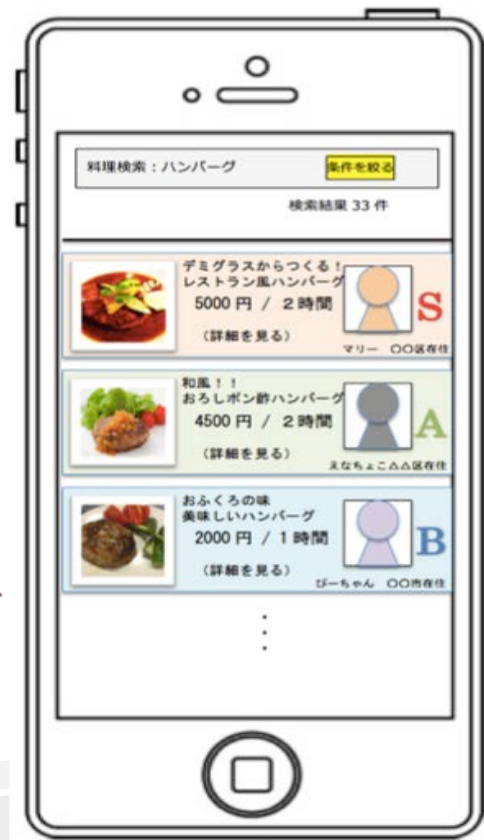 料理検索：ハンバーグ
条件を絞る
検索結果 33 件
デミグラスからつくる！
レストラン風ハンバーグ
5000 円 / 2 時間
（詳細を見る）
S
マリー　〇〇区在住
和風！！
おろしポン酢ハンバーグ
4500 円 / 2 時間
（詳細を見る）
A
えなちょこ△△区在住
おふくろの味
美味しいハンバーグ
2000 円 / 1 時間
（詳細を見る）
B
びーちゃん　〇〇市在住